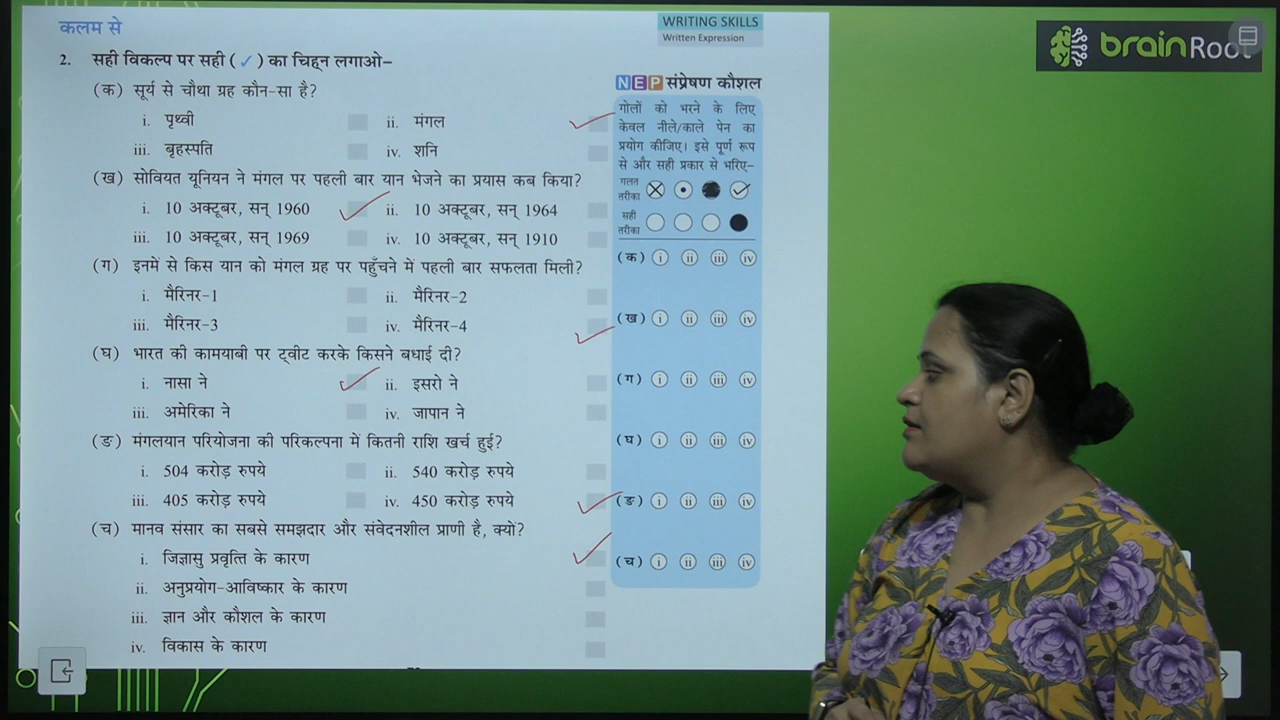 कलम से
WRITING SKILLS
Written Expression
brainRoot
2. सही विकल्प पर सही ( ✓ ) का चिह्न लगाओ–
(क) सूर्य से चौथा ग्रह कौन-सा है?
i. पृथ्वी ii. मंगल
iii. बृहस्पति iv. शनि
(ख) सोवियत यूनियन ने मंगल पर पहली बार यान भेजने का प्रयास कब किया?
i. 10 अक्टूबर, सन् 1960 ii. 10 अक्टूबर, सन् 1964
iii. 10 अक्टूबर, सन् 1969 iv. 10 अक्टूबर, सन् 1910
(ग) इनमें से किस यान को मंगल ग्रह पर पहुँचने में पहली बार सफलता मिली?
i. मैरिनर-1 ii. मैरिनर-2
iii. मैरिनर-3 iv. मैरिनर-4
(घ) भारत की कामयाबी पर ट्वीट करके किसने बधाई दी?
i. नासा ने ii. इसरो ने
iii. अमेरिका ने iv. जापान ने
(ङ) मंगलयान परियोजना की परिकल्पना में कितनी राशि खर्च हुई?
i. 504 करोड़ रुपये ii. 540 करोड़ रुपये
iii. 405 करोड़ रुपये iv. 450 करोड़ रुपये
(च) मानव संसार का सबसे समझदार और संवेदनशील प्राणी है, क्यों?
i. जिज्ञासु प्रवृत्ति के कारण
ii. अनुप्रयोग-आविष्कार के कारण
iii. ज्ञान और कौशल के कारण
iv. विकास के कारण
NEP संप्रेषण कौशल
गोलों को भरने के लिए
केवल नीले/काले पेन का
प्रयोग कीजिए। इसे पूर्ण रूप
से और सही प्रकार से भरिए–
गलत
तरीका
सही
तरीका
(क) i ii iii iv
(ख) i ii iii iv
(ग) i ii iii iv
(घ) i ii iii iv
(ङ) i ii iii iv
(च) i ii iii iv